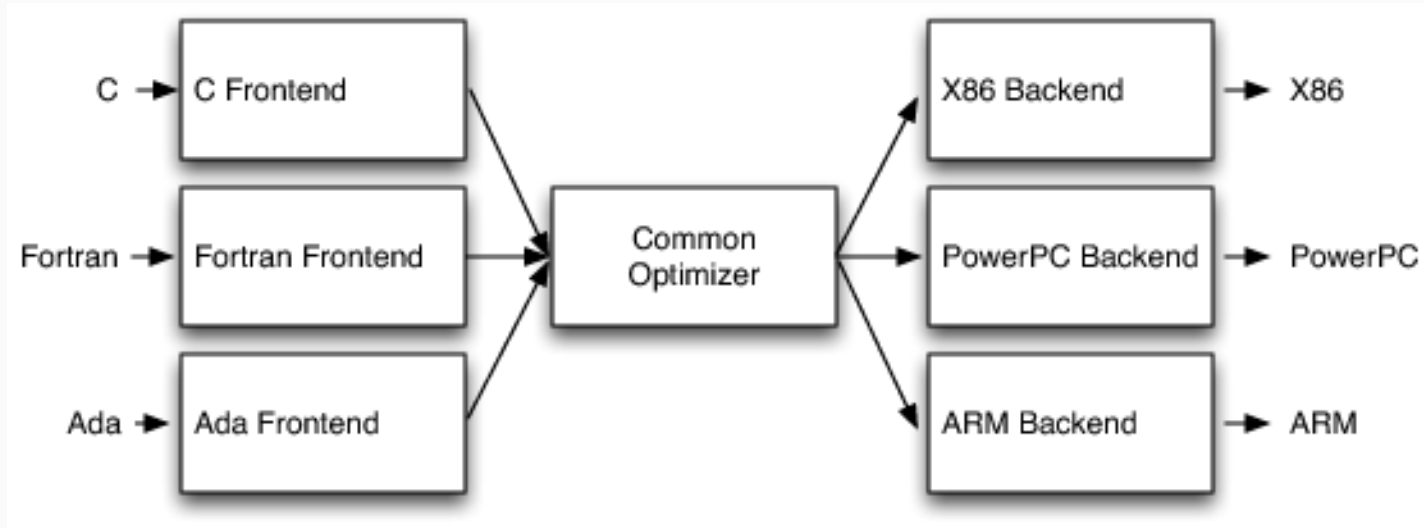 C
C Frontend
Fortran
Fortran Frontend
Ada
Ada Frontend
Common
Optimizer
X86 Backend
X86
PowerPC Backend
PowerPC
ARM Backend
ARM